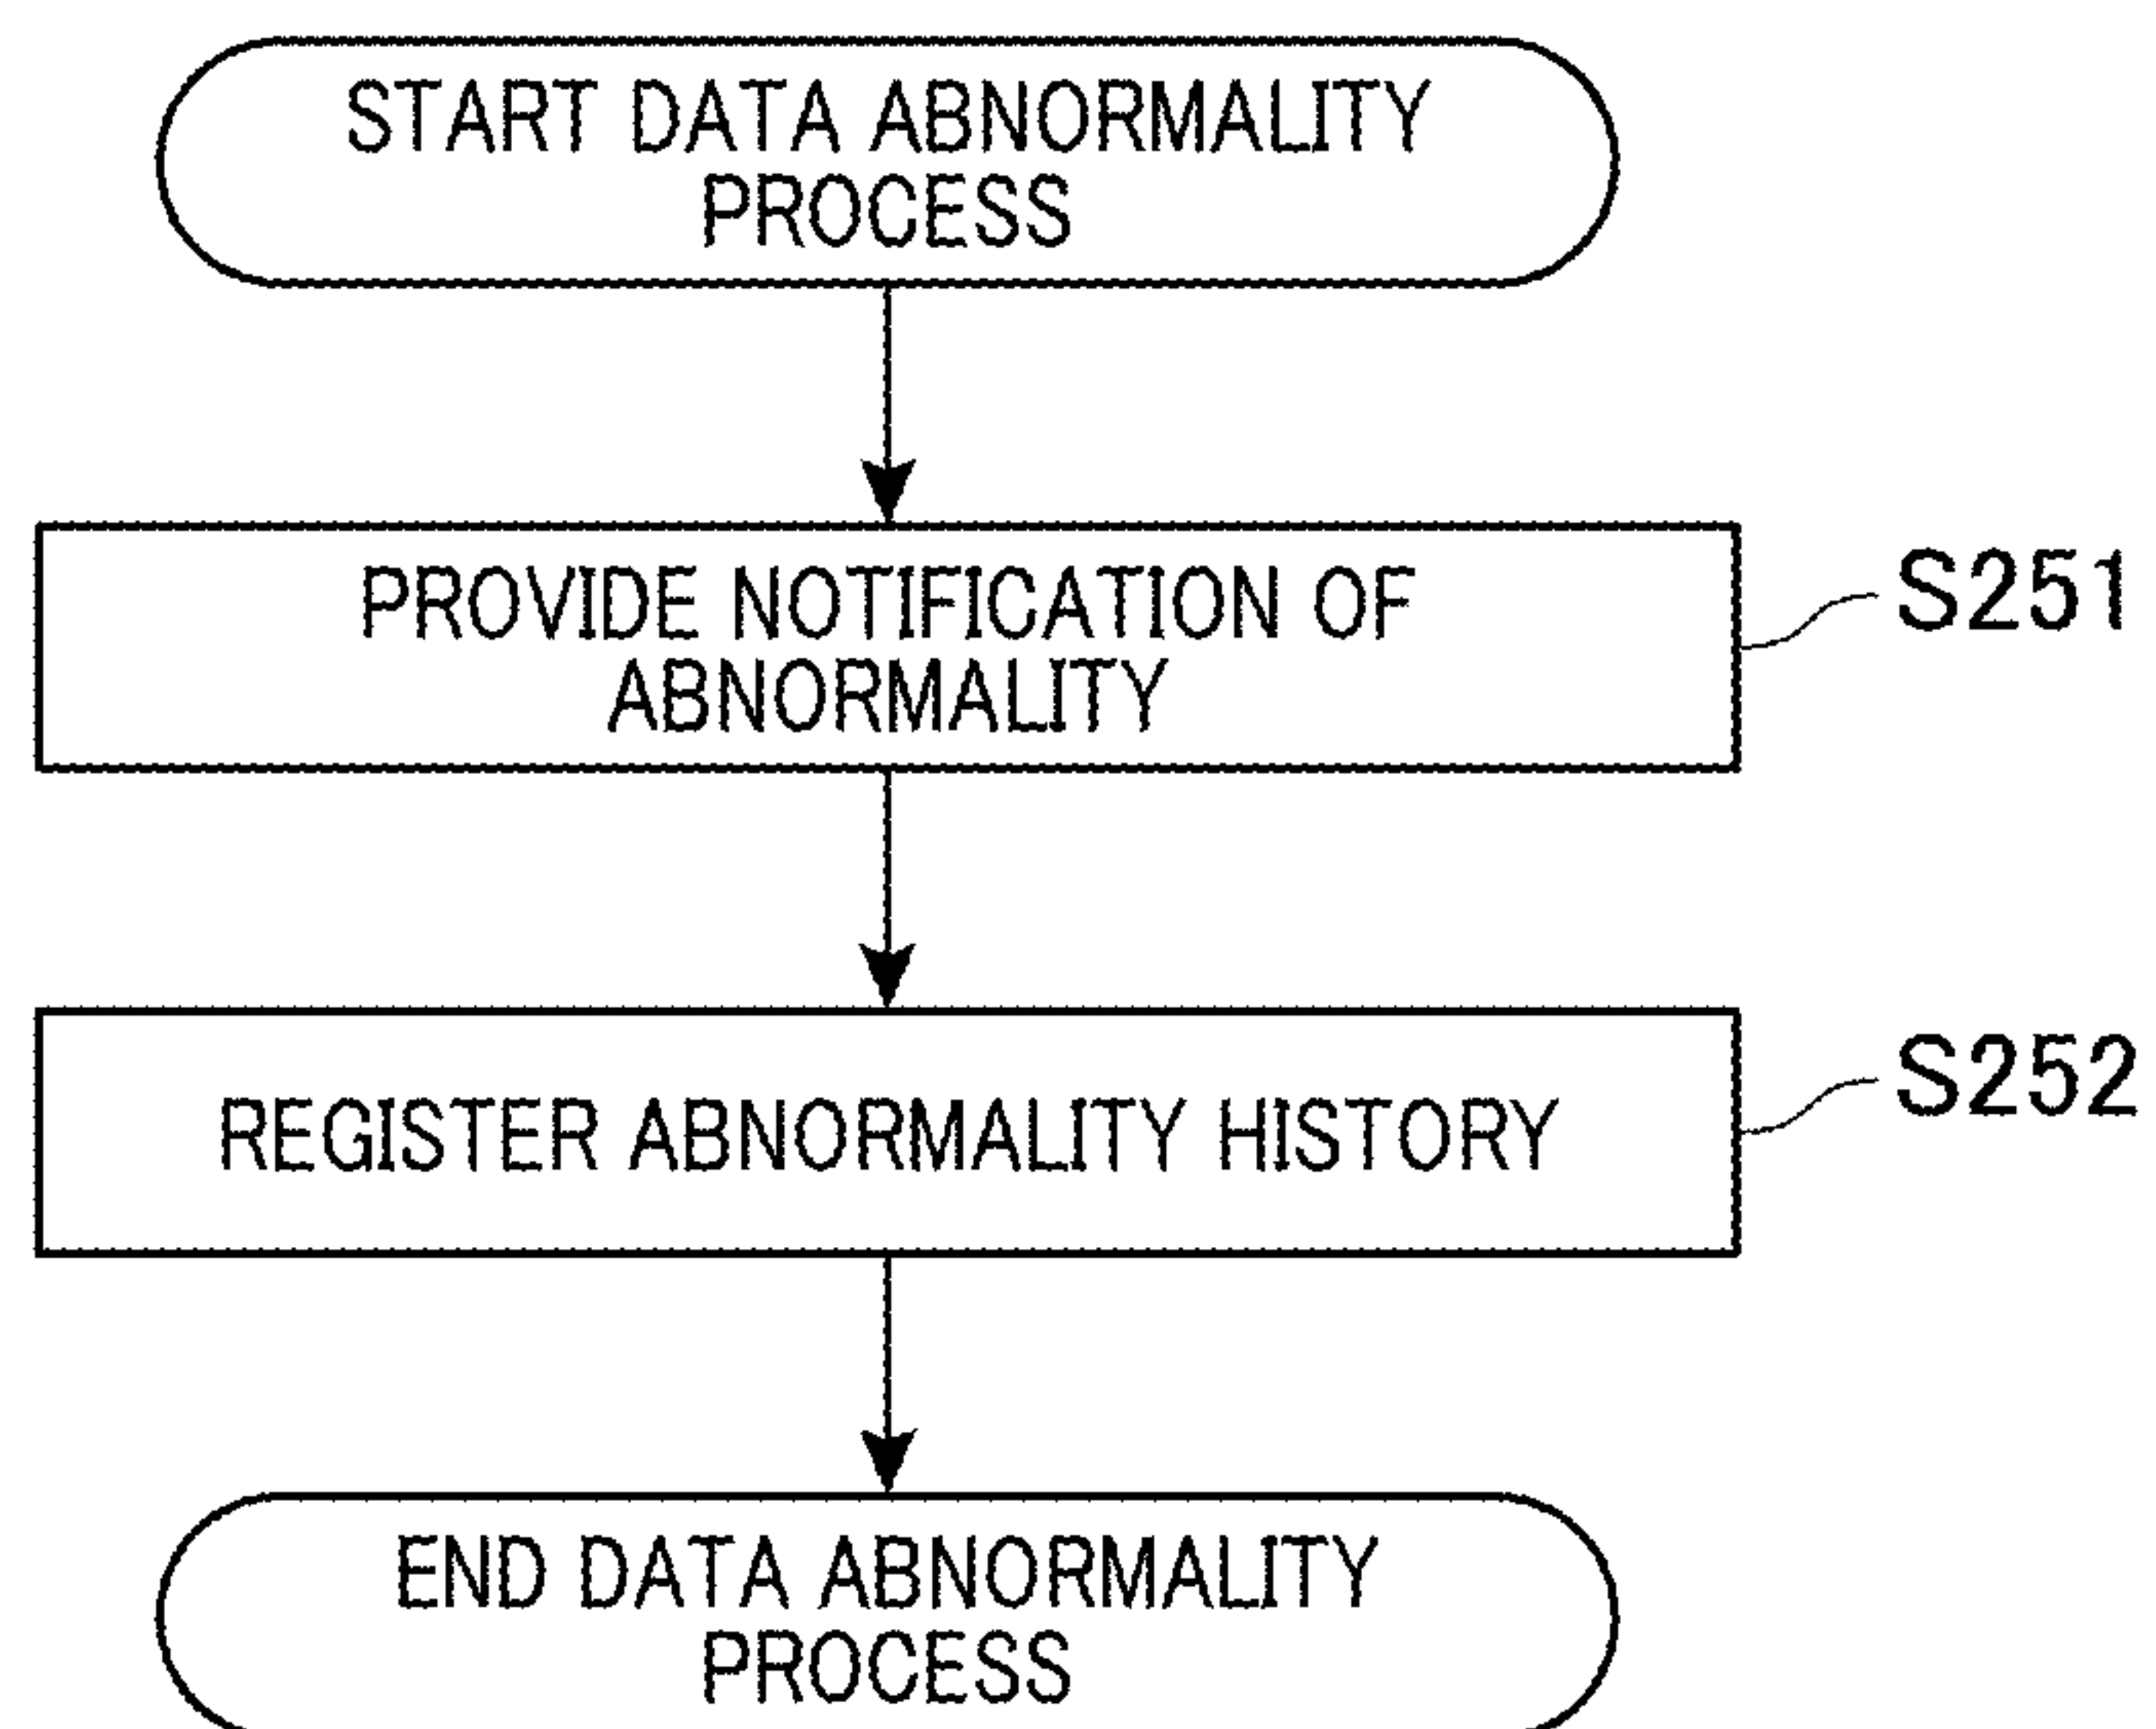 START DATA ABNORMALITY
PROCESS
PROVIDE NOTIFICATION OF
ABNORMALITY
S251
REGISTER ABNORMALITY HISTORY
S252
END DATA ABNORMALITY
PROCESS